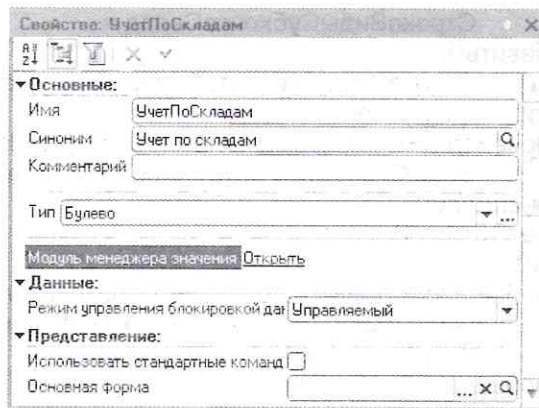 Свойства: УчетПоСкладам
Основные:
Имя УчетПоСкладам
Синоним Учет по складам
Комментарий
Тип Булево
Модуль менеджера значения Открыть
Данные:
Режим управления блокировкой дан Управляемый
Представление:
Использовать стандартные команд
Основная форма